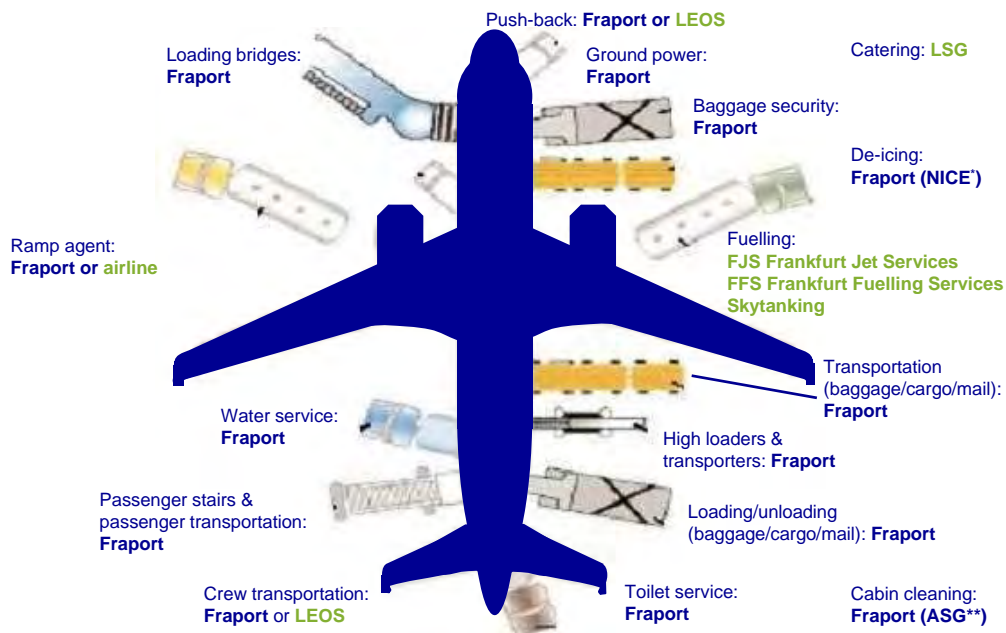 Push-back: Fraport or LEOS
Loading bridges:
Fraport
Ground power:
Fraport
Catering: LSG
Baggage security:
Fraport
De-icing:
Fraport (NICE*)
Ramp agent:
Fraport or airline
Fuelling:
FJS Frankfurt Jet Services
FFS Frankfurt Fuelling Services
Skytanking
Transportation
(baggage/cargo/mail):
Fraport
Water service:
Fraport
High loaders &
transporters: Fraport
Passenger stairs &
passenger transportation:
Fraport
Loading/unloading
(baggage/cargo/mail): Fraport
Crew transportation:
Fraport or LEOS
Toilet service:
Fraport
Cabin cleaning:
Fraport (ASG**)